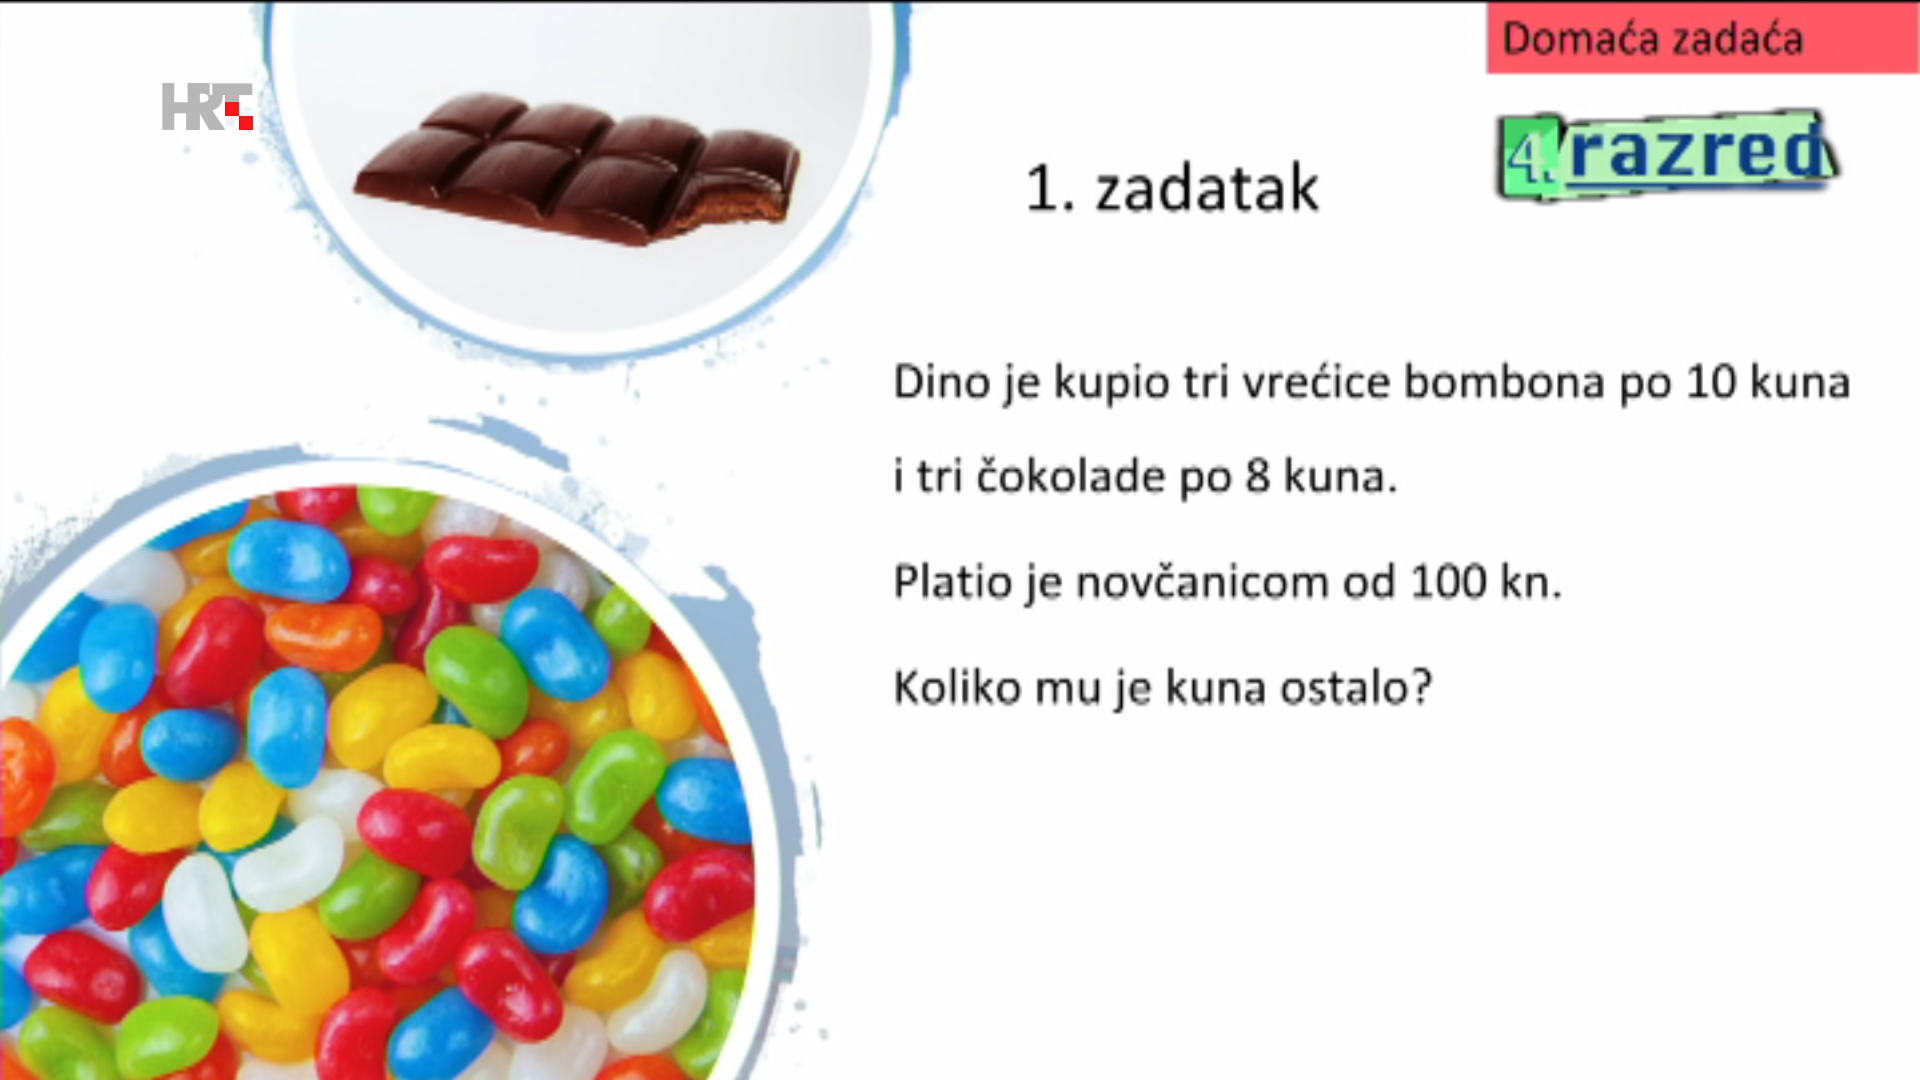 Domaća zadaća
HRT
4. razred
1. zadatak
Dino je kupio tri vrećice bombona po 10 kuna
i tri čokolade po 8 kuna.
Platio je novčanicom od 100 kn.
Koliko mu je kuna ostalo?